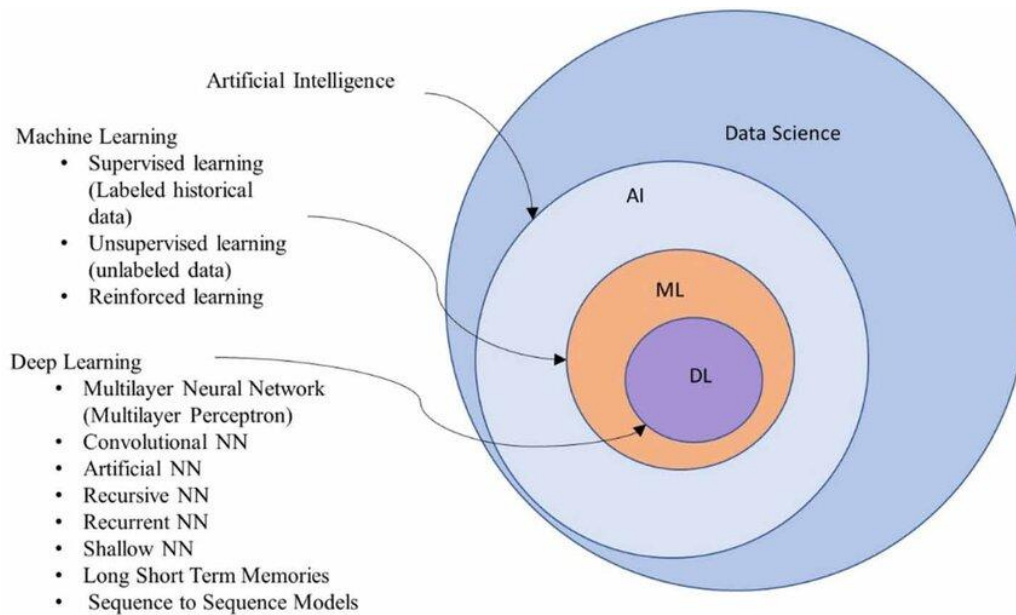 Artificial Intelligence
Machine Learning
• Supervised learning
(Labeled historical
data)
• Unsupervised learning
(unlabeled data)
• Reinforced learning
Deep Learning
• Multilayer Neural Network
(Multilayer Perceptron)
• Convolutional NN
• Artificial NN
• Recursive NN
• Recurrent NN
• Shallow NN
• Long Short Term Memories
• Sequence to Sequence Models
Data Science
AI
ML
DL